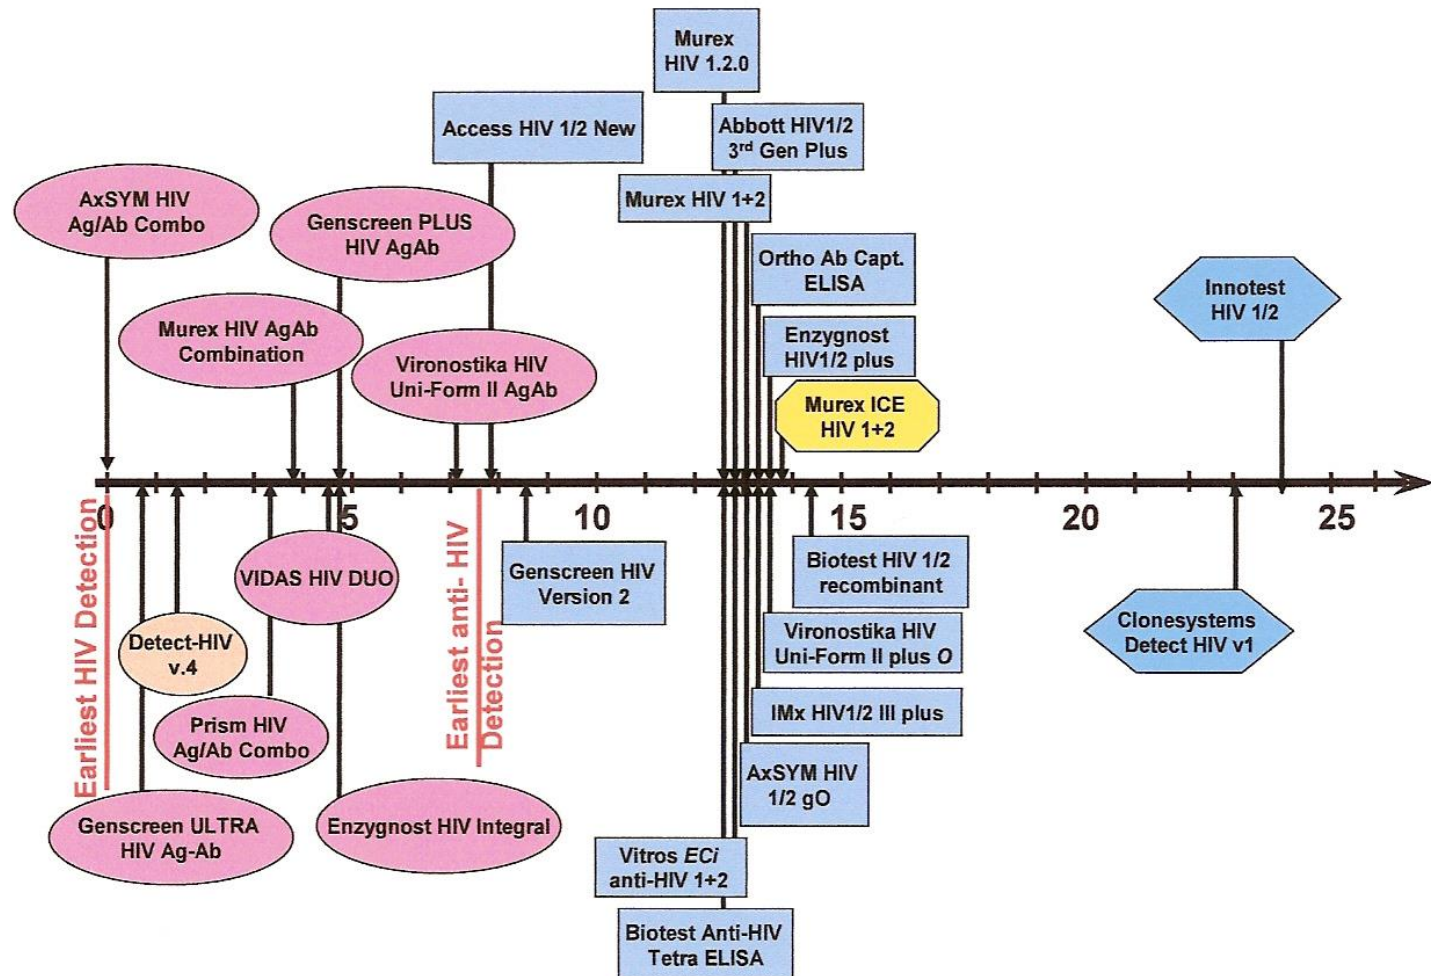 Murex
HIV 1.2.0
Access HIV 1/2 New
Abbott HIV1/2
3rd Gen Plus
AxSYM HIV
Ag/Ab Combo
Genscreen PLUS
HIV AgAb
Murex HIV 1+2
Ortho Ab Capt.
ELISA
Innotest
HIV 1/2
Murex HIV AgAb
Combination
Vironostika HIV
Uni-Form II AgAb
Enzygnost
HIV1/2 plus
Murex ICE
HIV 1+2
0
5
10
15
20
25
Earliest HIV Detection
Earliest anti- HIV
Detection
VIDAS HIV DUO
Genscreen HIV
Version 2
Biotest HIV 1/2
recombinant
Detect-HIV
v.4
Vironostika HIV
Uni-Form II plus O
Clonesystems
Detect HIV v1
Prism HIV
Ag/Ab Combo
IMx HIV1/2 III plus
AxSYM HIV
1/2 gO
Genscreen ULTRA
HIV Ag-Ab
Enzygnost HIV Integral
Vitros ECi
anti-HIV 1+2
Biotest Anti-HIV
Tetra ELISA